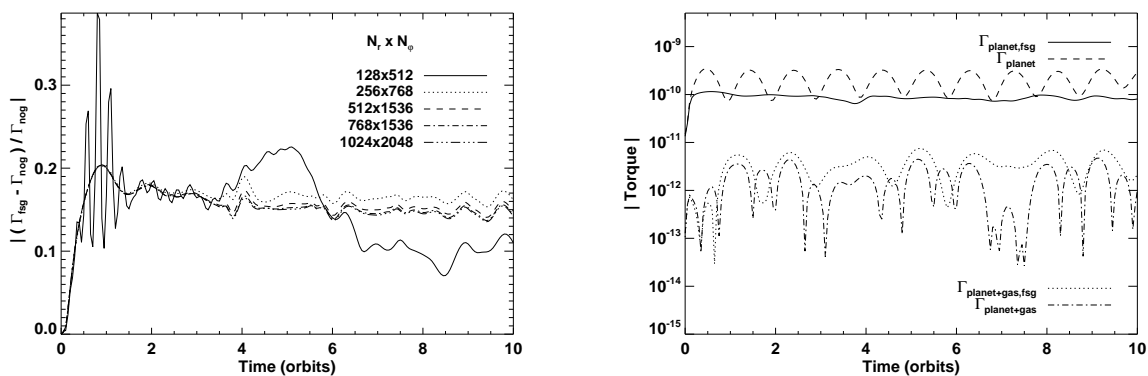 | ( Γfsg − Γnog ) / Γnog |
0.3
0.2
0.1
0.0
Nr x Nφ
128x512
256x768
512x1536
768x1536
1024x2048
0 2 4 6 8 10
Time (orbits)
| Torque |
10-9
10-10
10-11
10-12
10-13
10-14
10-15
Γplanet,fsg
Γplanet
Γplanet+gas,fsg
Γplanet+gas
0 2 4 6 8 10
Time (orbits)